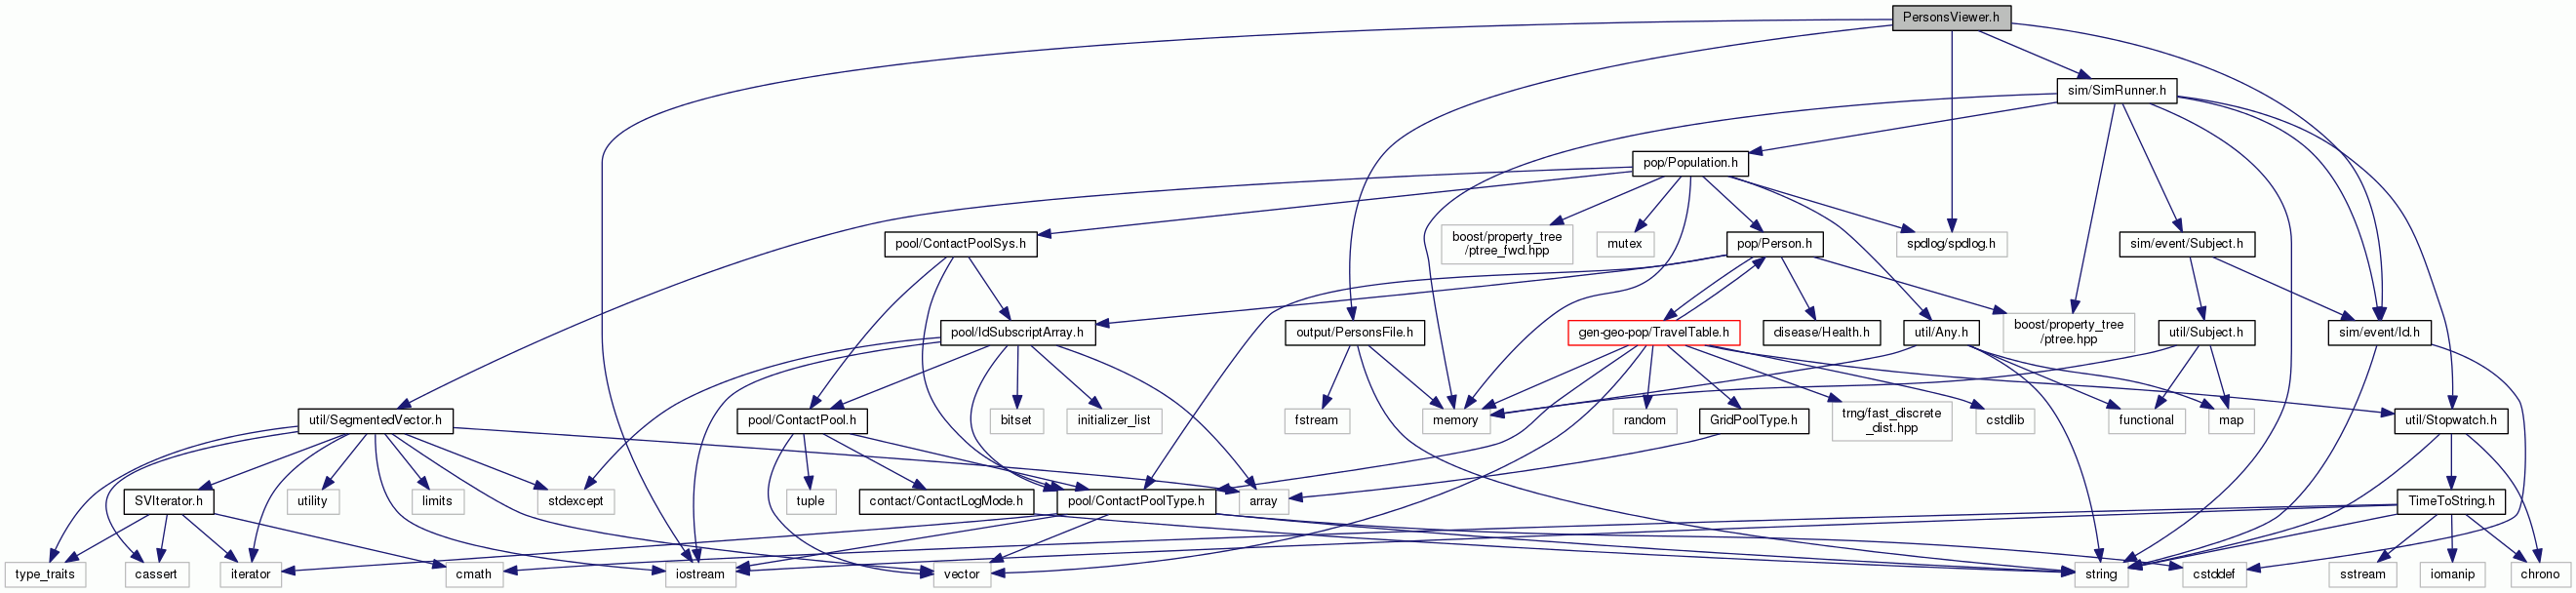 PersonsViewer.h
sim/SimRunner.h
pop/Population.h
pool/ContactPoolSys.h
boost/property_tree
/ptree_fwd.hpp
mutex
pop/Person.h
spdlog/spdlog.h
sim/event/Subject.h
pool/IdSubscriptArray.h
output/PersonsFile.h
gen-geo-pop/TravelTable.h
disease/Health.h
util/Any.h
boost/property_tree
/ptree.hpp
util/Subject.h
sim/event/Id.h
util/SegmentedVector.h
pool/ContactPool.h
bitset
initializer_list
fstream
memory
random
GridPoolType.h
trng/fast_discrete
_dist.hpp
cstdlib
functional
map
util/Stopwatch.h
SVIterator.h
utility
limits
stdexcept
tuple
contact/ContactLogMode.h
pool/ContactPoolType.h
array
TimeToString.h
type_traits
cassert
iterator
cmath
iostream
vector
string
cstddef
sstream
iomanip
chrono